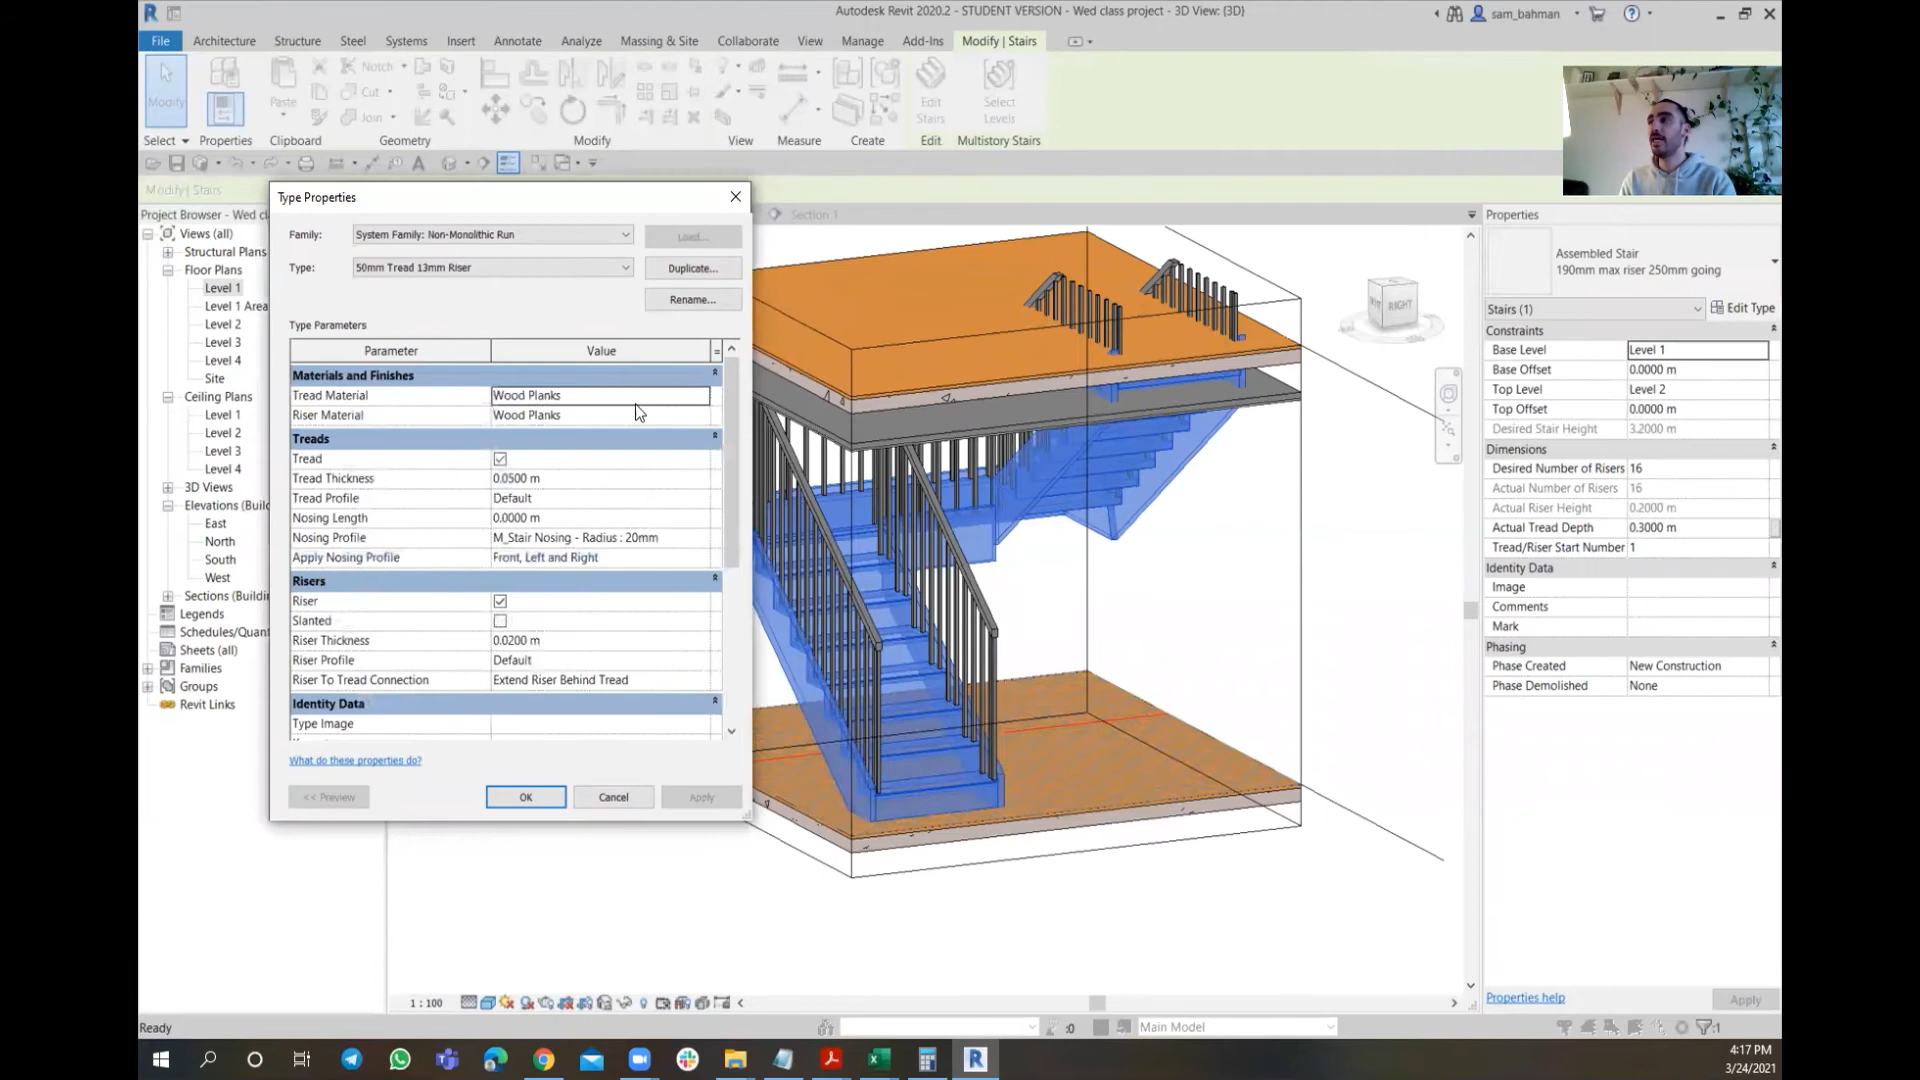 Autodesk Revit 2020.2 - STUDENT VERSION - Wed class project - 3D View: {3D}
sam_bahman
File Architecture Structure Steel Systems Insert Annotate Analyze Massing & Site Collaborate View Manage Add-Ins Modify | Stairs
Modify
Paste
Notch
Cut
Join
Edit Stairs
Select Levels
Select Properties Clipboard Geometry Modify View Measure Create Edit Multistory Stairs
Modify | Stairs
Project Browser - Wed cl
Views (all)
Structural Plans
Floor Plans
Level 1
Level 1 Area
Level 2
Level 3
Level 4
Site
Ceiling Plans
Level 1
Level 2
Level 3
Level 4
3D Views
Elevations (Builc
East
North
South
West
Sections (Buildi
Legends
Schedules/Quant
Sheets (all)
Families
Groups
Revit Links
Type Properties
Family: System Family: Non-Monolithic Run Load...
Type: 50mm Tread 13mm Riser Duplicate...
Rename...
Type Parameters
Parameter Value =
Materials and Finishes
Tread Material Wood Planks
Riser Material Wood Planks
Treads
Tread
Tread Thickness 0.0500 m
Tread Profile Default
Nosing Length 0.0000 m
Nosing Profile M_Stair Nosing - Radius : 20mm
Apply Nosing Profile Front, Left and Right
Risers
Riser
Slanted
Riser Thickness 0.0200 m
Riser Profile Default
Riser To Tread Connection Extend Riser Behind Tread
Identity Data
Type Image
What do these properties do?
<< Preview OK Cancel Apply
Section 1
RIGHT
Properties
Assembled Stair
190mm max riser 250mm going
Stairs (1) Edit Type
Constraints
Base Level Level 1
Base Offset 0.0000 m
Top Level Level 2
Top Offset 0.0000 m
Desired Stair Height 3.2000 m
Dimensions
Desired Number of Risers 16
Actual Number of Risers 16
Actual Riser Height 0.2000 m
Actual Tread Depth 0.3000 m
Tread/Riser Start Number 1
Identity Data
Image
Comments
Mark
Phasing
Phase Created New Construction
Phase Demolished None
Properties help Apply
1 : 100
Ready
:0
Main Model
:1
4:17 PM
3/24/2021